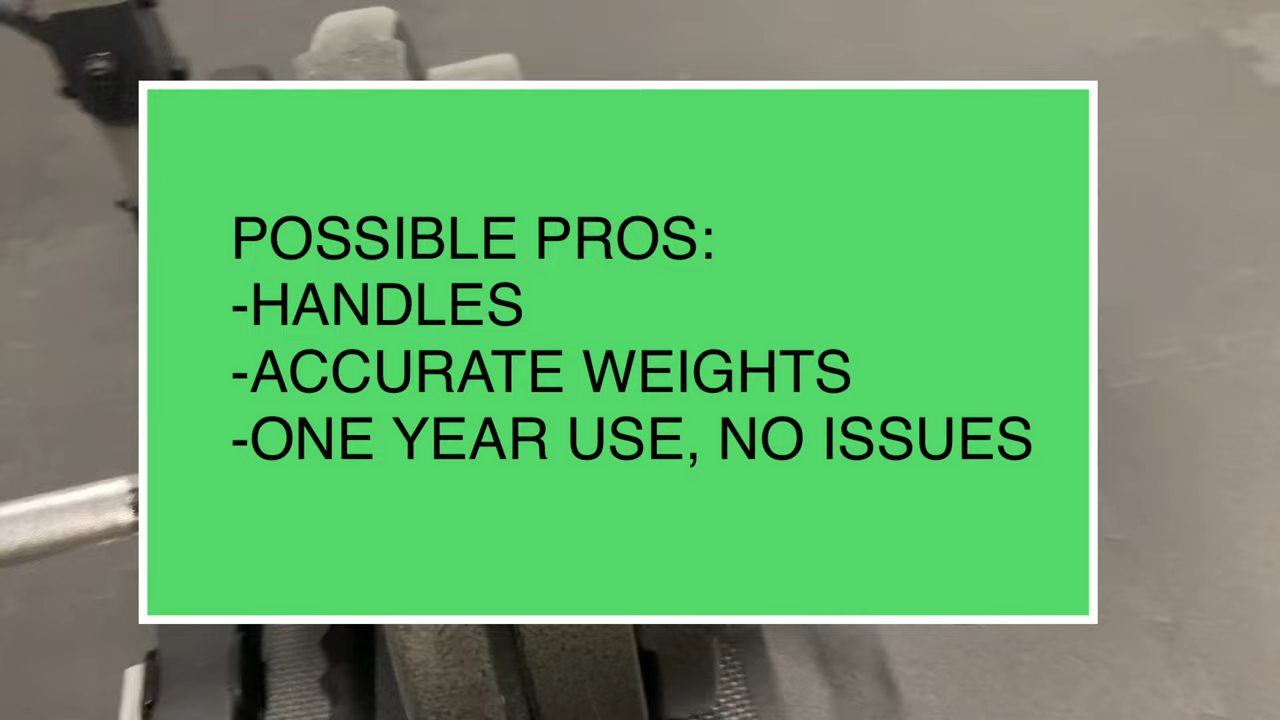 POSSIBLE PROS:
-HANDLES
-ACCURATE WEIGHTS
-ONE YEAR USE, NO ISSUES